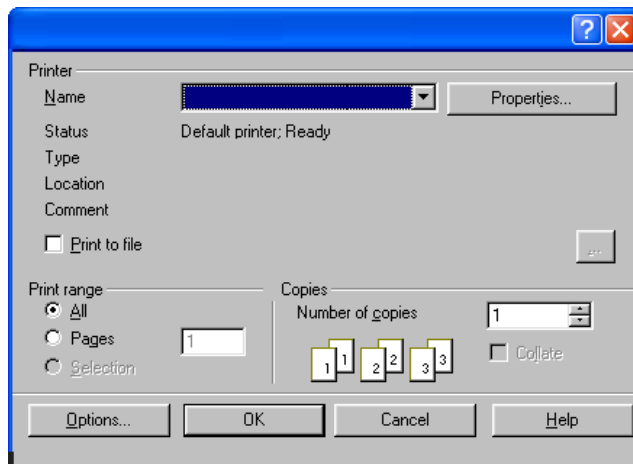 Printer
Name
Properties...
Status Default printer; Ready
Type
Location
Comment
Print to file
...
Print range
All
Pages 1
Selection
Copies
Number of copies 1
1 1 2 2 3 3
Collate
Options... OK Cancel Help